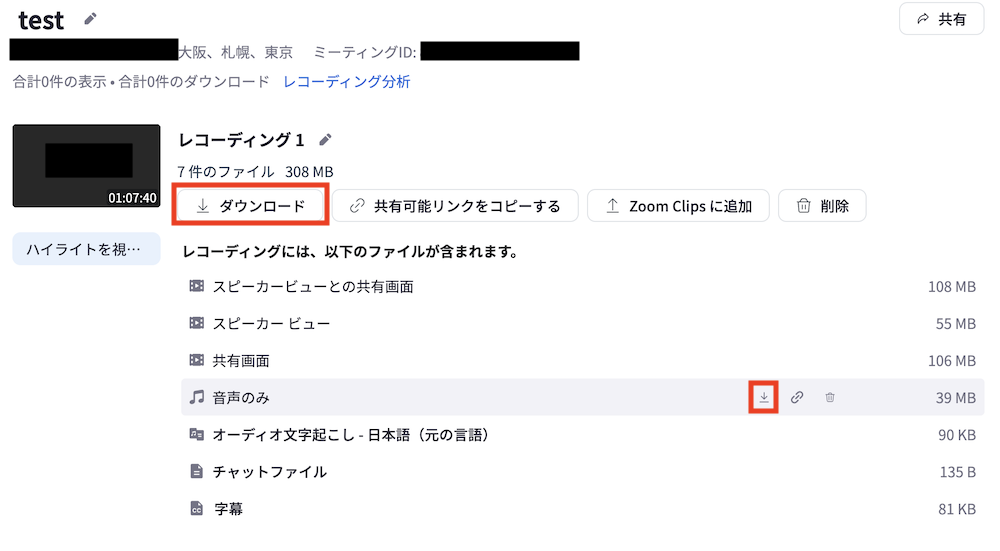 test
共有
大阪、札幌、東京 ミーティングID:
合計0件の表示 • 合計0件のダウンロード レコーディング分析
01:07:40
レコーディング 1
7 件のファイル 308 MB
ダウンロード 共有可能リンクをコピーする Zoom Clips に追加 削除
ハイライトを視…
レコーディングには、以下のファイルが含まれます。
スピーカービューとの共有画面 108 MB
スピーカー ビュー 55 MB
共有画面 106 MB
音声のみ 39 MB
オーディオ文字起こし - 日本語（元の言語） 90 KB
チャットファイル 135 B
CC 字幕 81 KB